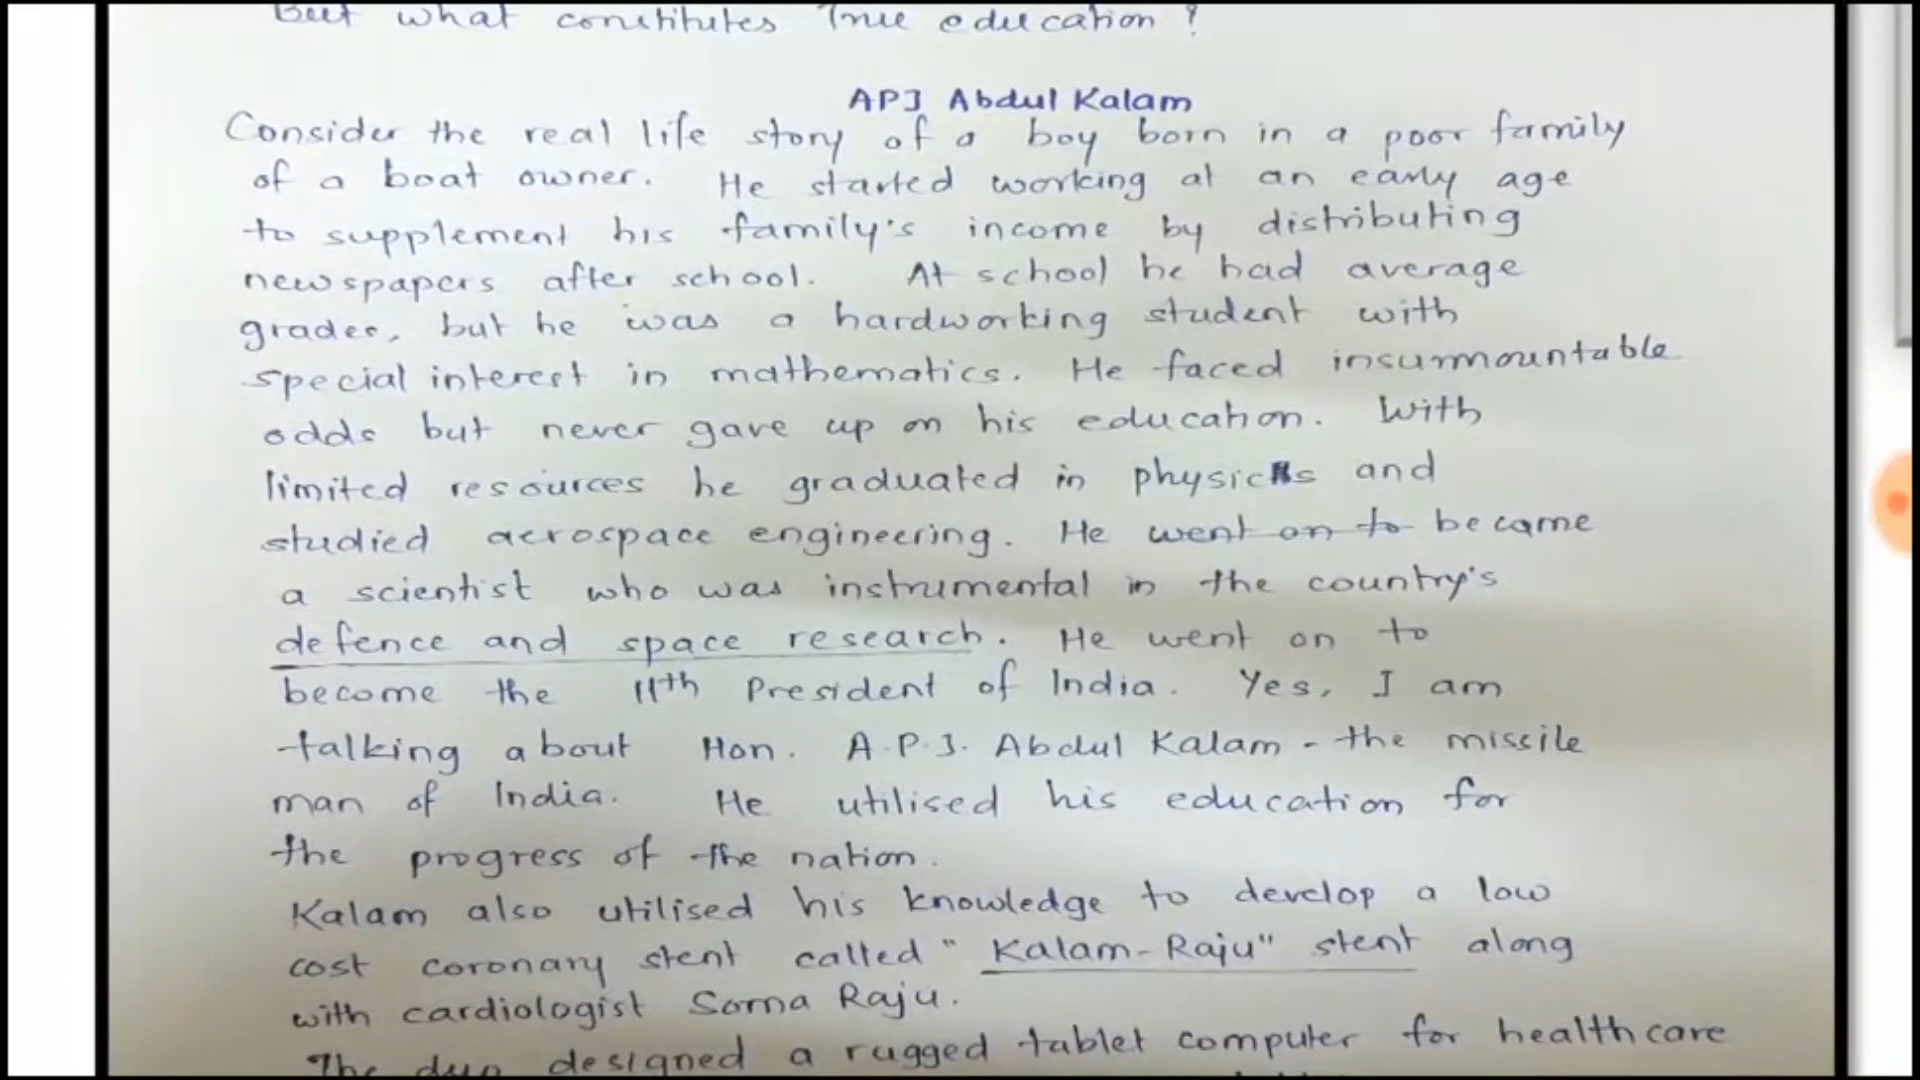 But what constitutes True education ?
APJ Abdul Kalam
Consider the real life story of a boy born in a poor family
of a boat owner. He started working at an early age
to supplement his family's income by distributing
newspapers after school. At school he had average
grades, but he was a hardworking student with
special interest in mathematics. He faced insurmountable
odds but never gave up on his education. With
limited resources he graduated in physics and
studied aerospace engineering. He went on to became
a scientist who was instrumental in the country's
defence and space research. He went on to
become the 11th President of India. Yes, I am
talking about Hon. A.P.J. Abdul Kalam - the missile
man of India. He utilised his education for
the progress of the nation.
Kalam also utilised his knowledge to develop a low
cost coronary stent called "Kalam-Raju" stent along
with cardiologist Soma Raju.
The duo designed a rugged tablet computer for healthcare